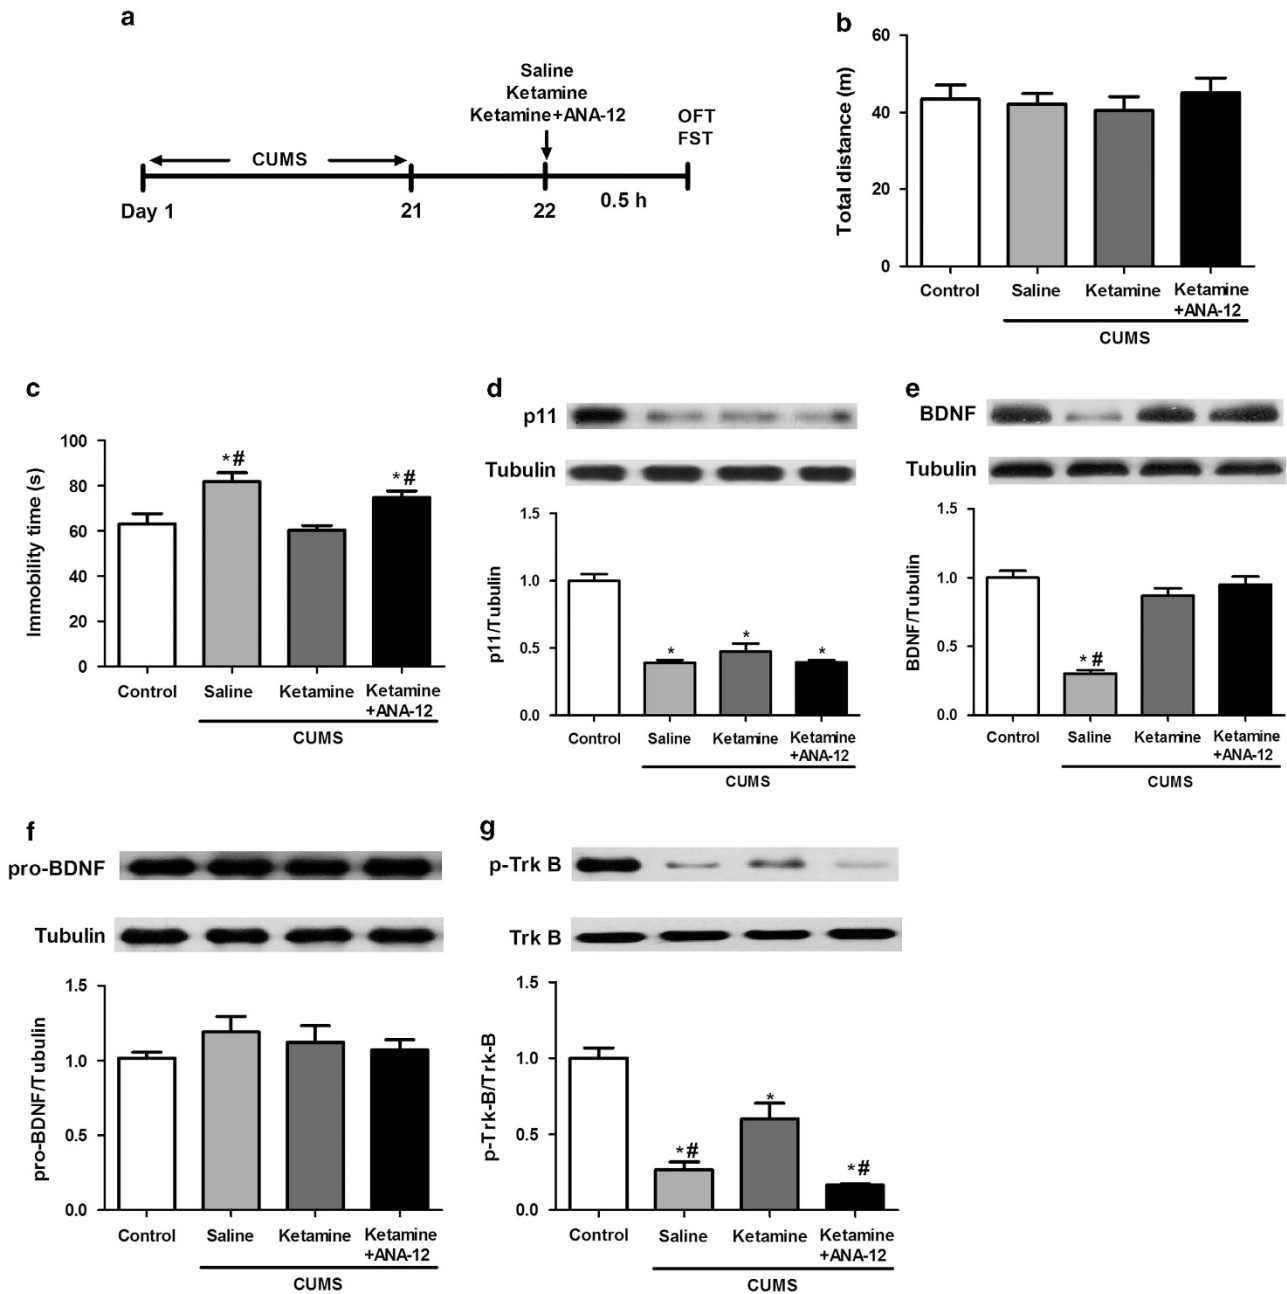 a
Saline
Ketamine
Ketamine+ANA-12
OFT
FST
CUMS
Day 1
21
22
0.5 h
b
Total distance (m)
60
40
20
0
Control
Saline
Ketamine
Ketamine
+ANA-12
CUMS
c
Immobility time (s)
100
80
60
40
20
0
*#
*#
Control
Saline
Ketamine
Ketamine
+ANA-12
CUMS
d
p11
Tubulin
p11/Tubulin
1.5
1.0
0.5
0.0
*
*
*
Control
Saline
Ketamine
Ketamine
+ANA-12
CUMS
e
BDNF
Tubulin
BDNF/Tubulin
1.5
1.0
0.5
0.0
*#
Control
Saline
Ketamine
Ketamine
+ANA-12
CUMS
f
pro-BDNF
Tubulin
pro-BDNF/Tubulin
1.5
1.0
0.5
0.0
Control
Saline
Ketamine
Ketamine
+ANA-12
CUMS
g
p-Trk B
Trk B
p-Trk-B/Trk-B
1.5
1.0
0.5
0.0
*#
*
*#
Control
Saline
Ketamine
Ketamine
+ANA-12
CUMS